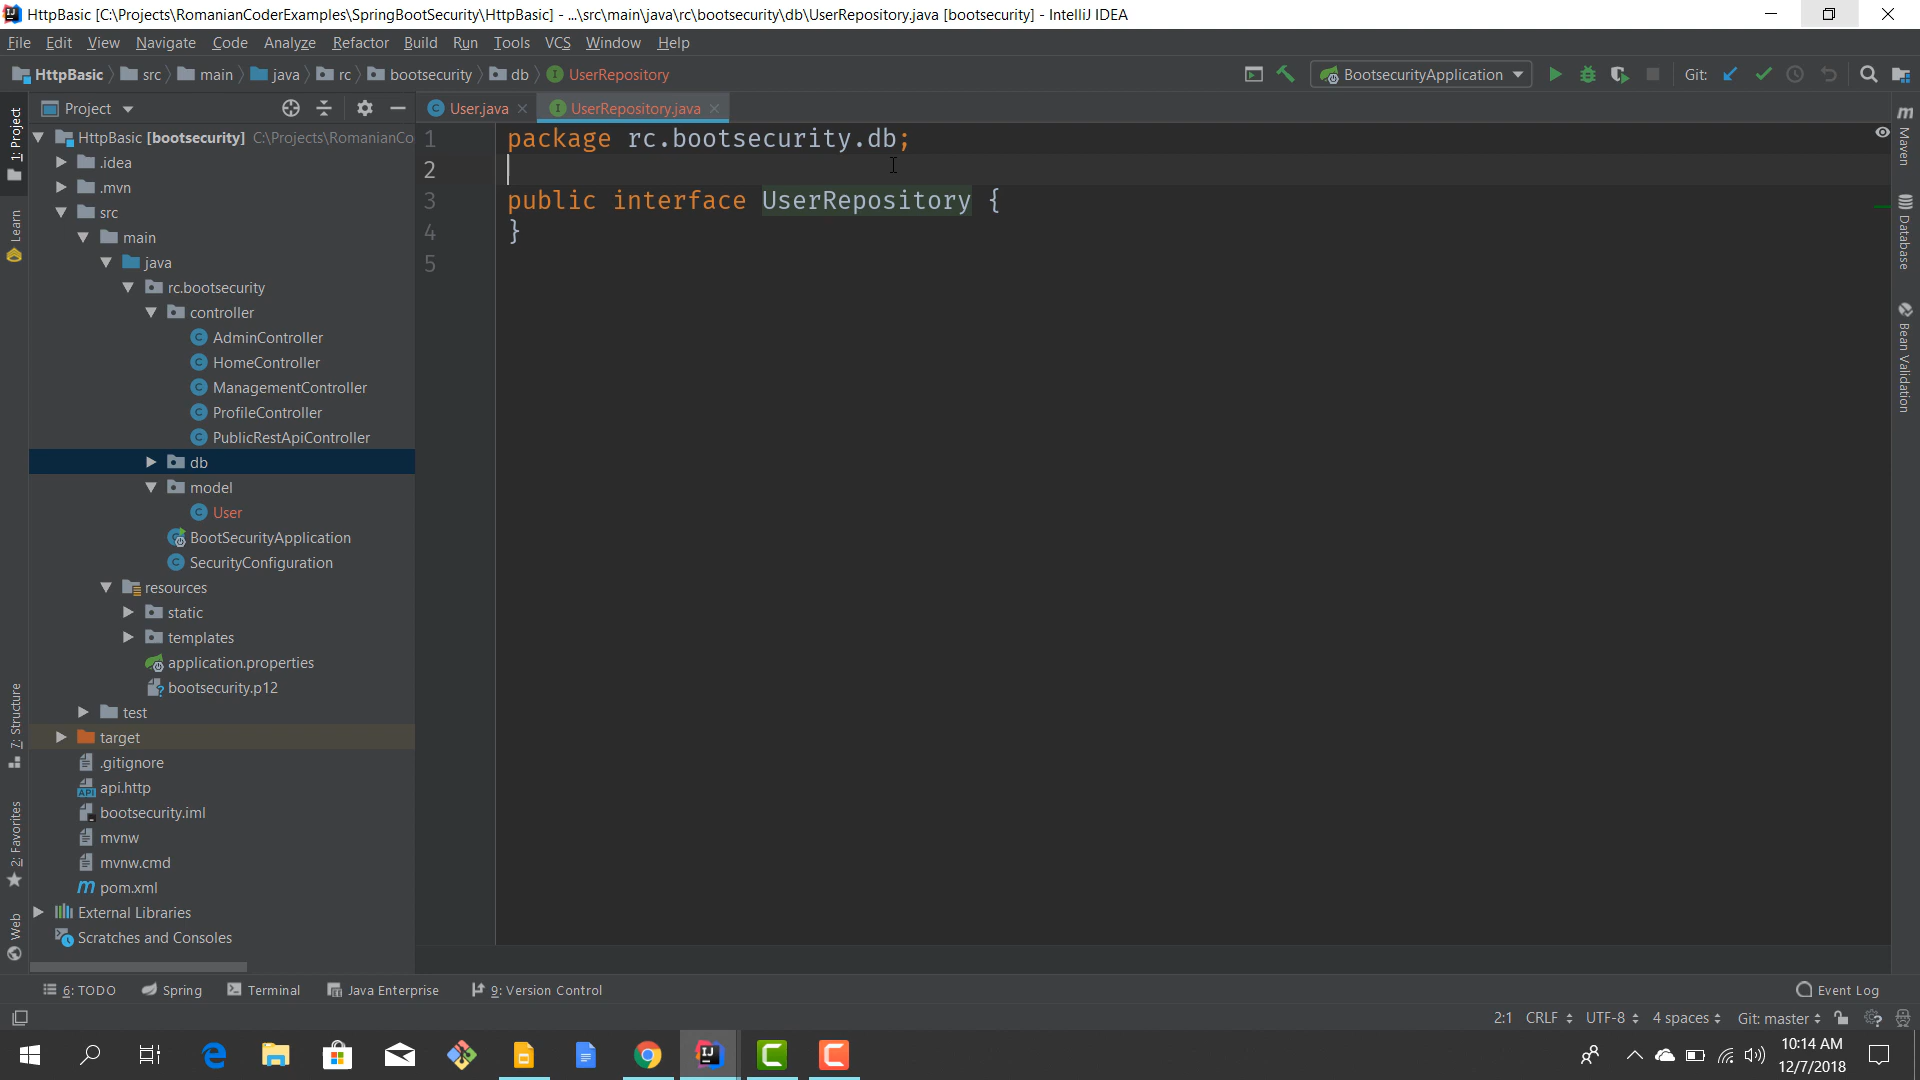 HttpBasic [C:\Projects\RomanianCoderExamples\SpringBootSecurity\HttpBasic] - ...\src\main\java\rc\bootsecurity\db\UserRepository.java [bootsecurity] - IntelliJ IDEA
File Edit View Navigate Code Analyze Refactor Build Run Tools VCS Window Help
HttpBasic src main java rc bootsecurity db UserRepository
BootsecurityApplication
Git:
Project
User.java
UserRepository.java
1: Project
Learn
7: Structure
2: Favorites
Web
HttpBasic [bootsecurity] C:\Projects\RomanianCo
.idea
.mvn
src
main
java
rc.bootsecurity
controller
AdminController
HomeController
ManagementController
ProfileController
PublicRestApiController
db
model
User
BootSecurityApplication
SecurityConfiguration
resources
static
templates
application.properties
bootsecurity.p12
test
target
.gitignore
api.http
bootsecurity.iml
mvnw
mvnw.cmd
pom.xml
External Libraries
Scratches and Consoles
1 package rc.bootsecurity.db;
2
3 public interface UserRepository {
4 }
5
Maven
Database
Bean Validation
6: TODO Spring Terminal Java Enterprise 9: Version Control
Event Log
2:1 CRLF UTF-8 4 spaces Git: master
10:14 AM
12/7/2018